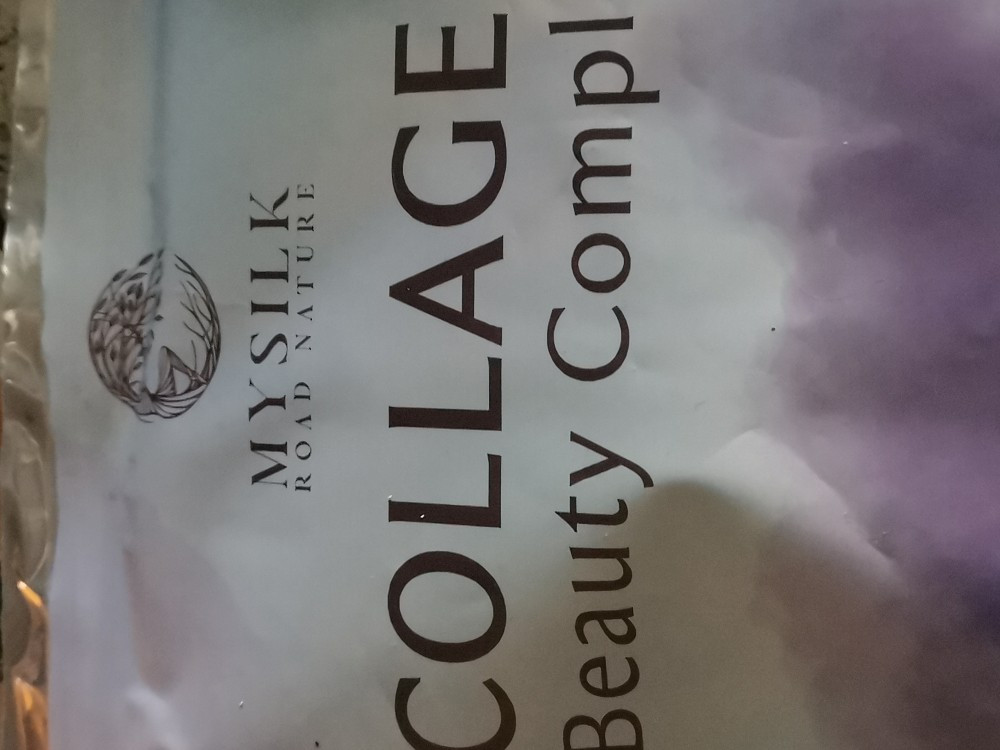 MYSILK
ROAD NATURE
COLLAGE
Beauty Compl